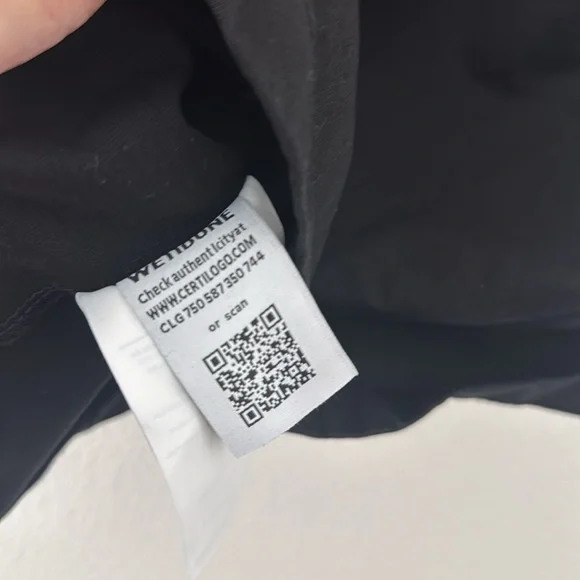 WE11DONE
Check authenticity at
WWW.CERTILOGO.COM
CLG 750 587 350 744
or scan